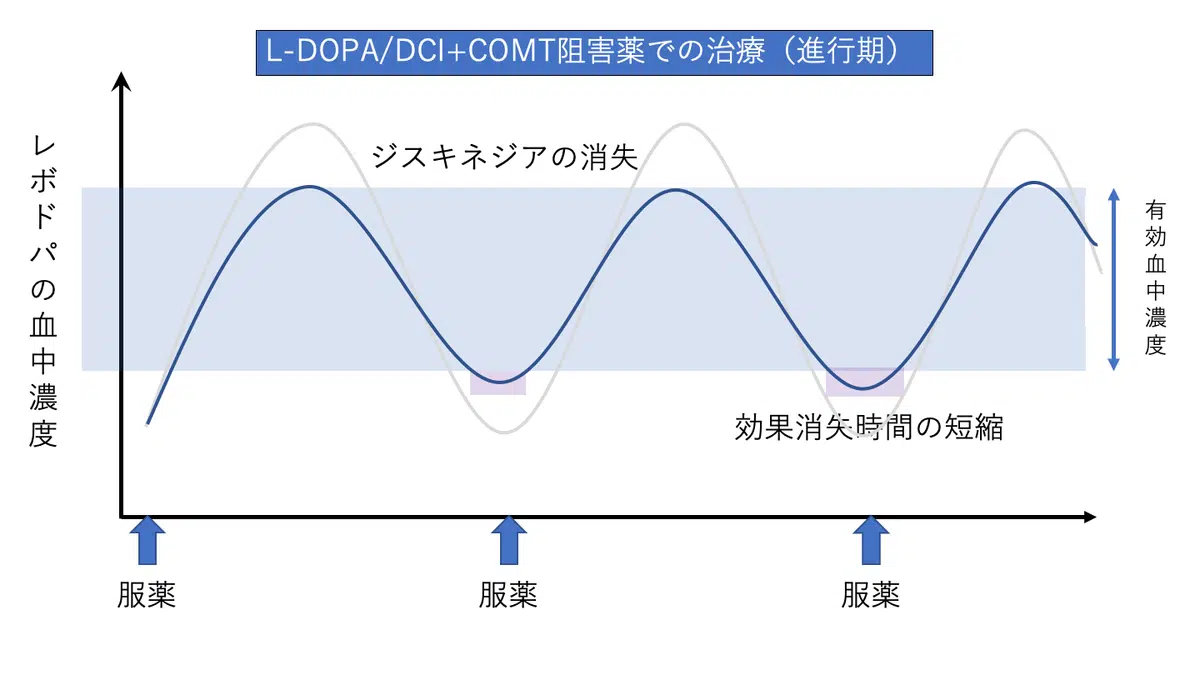 L-DOPA/DCI+COMT阻害薬での治療（進行期）
レボドパの血中濃度
ジスキネジアの消失
有効血中濃度
効果消失時間の短縮
服薬
服薬
服薬